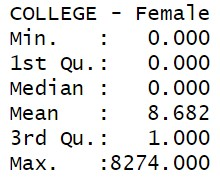 COLLEGE - Female
Min.   :   0.000
1st Qu.:   0.000
Median :   0.000
Mean   :   8.682
3rd Qu.:   1.000
Max.   :8274.000